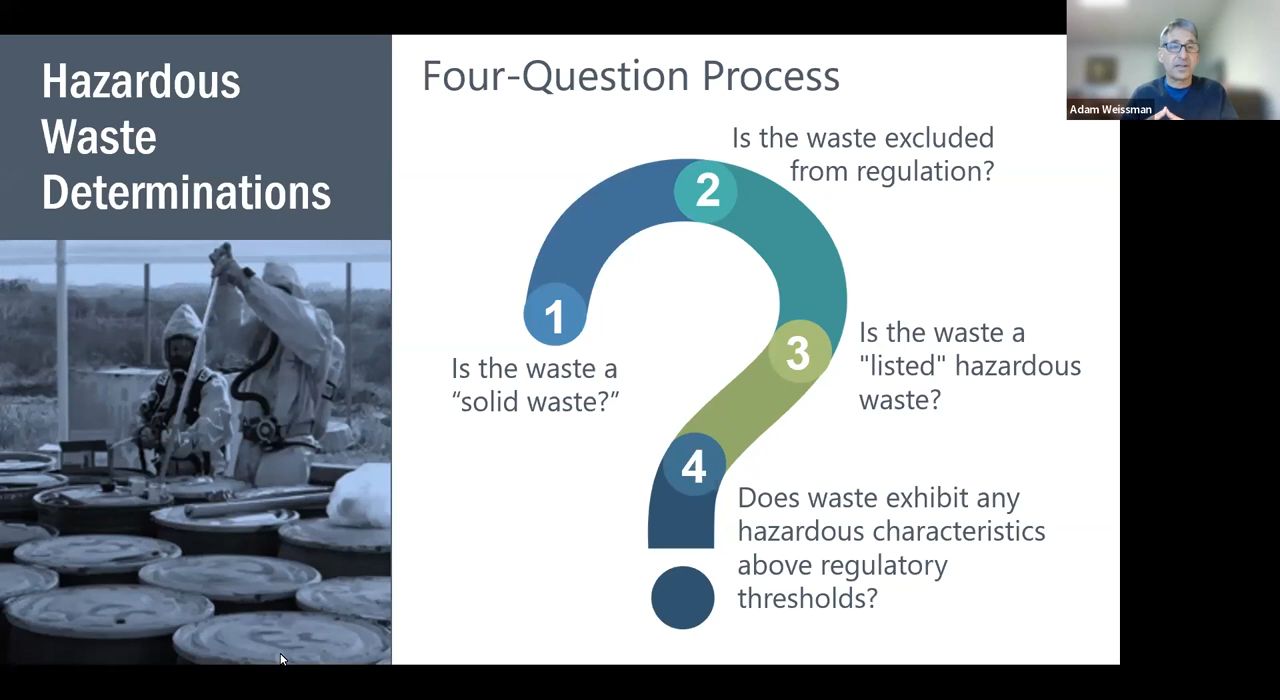 Hazardous
Waste
Determinations
Four-Question Process
Adam Weissman
Is the waste excluded
from regulation?
2
1
Is the waste a
“solid waste?”
3
Is the waste a
"listed" hazardous
waste?
4
Does waste exhibit any
hazardous characteristics
above regulatory
thresholds?